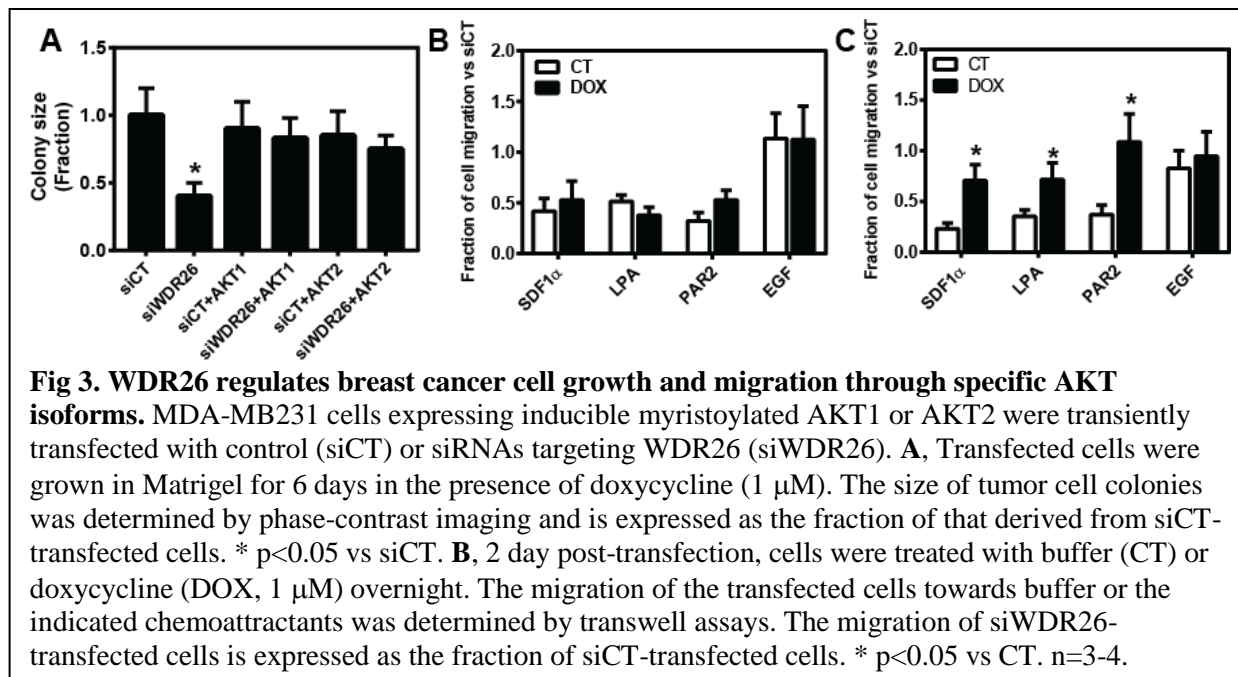 A
1.5
1.0
0.5
0.0
Colony size
(Fraction)
siCT
siWDR26
siCT+AKT1
siWDR26+AKT1
siCT+AKT2
siWDR26+AKT2
*
B
Fraction of cell migration vs siCT
2.0
1.5
1.0
0.5
0.0
CT
DOX
SDF1α
LPA
PAR2
EGF
C
Fraction of cell migration vs siCT
2.0
1.5
1.0
0.5
0.0
CT
DOX
*
*
*
SDF1α
LPA
PAR2
EGF
Fig 3. WDR26 regulates breast cancer cell growth and migration through specific AKT
isoforms. MDA-MB231 cells expressing inducible myristoylated AKT1 or AKT2 were transiently
transfected with control (siCT) or siRNAs targeting WDR26 (siWDR26). A, Transfected cells were
grown in Matrigel for 6 days in the presence of doxycycline (1 μM). The size of tumor cell colonies
was determined by phase-contrast imaging and is expressed as the fraction of that derived from siCT-
transfected cells. * p<0.05 vs siCT. B, 2 day post-transfection, cells were treated with buffer (CT) or
doxycycline (DOX, 1 μM) overnight. The migration of the transfected cells towards buffer or the
indicated chemoattractants was determined by transwell assays. The migration of siWDR26-
transfected cells is expressed as the fraction of siCT-transfected cells. * p<0.05 vs CT. n=3-4.